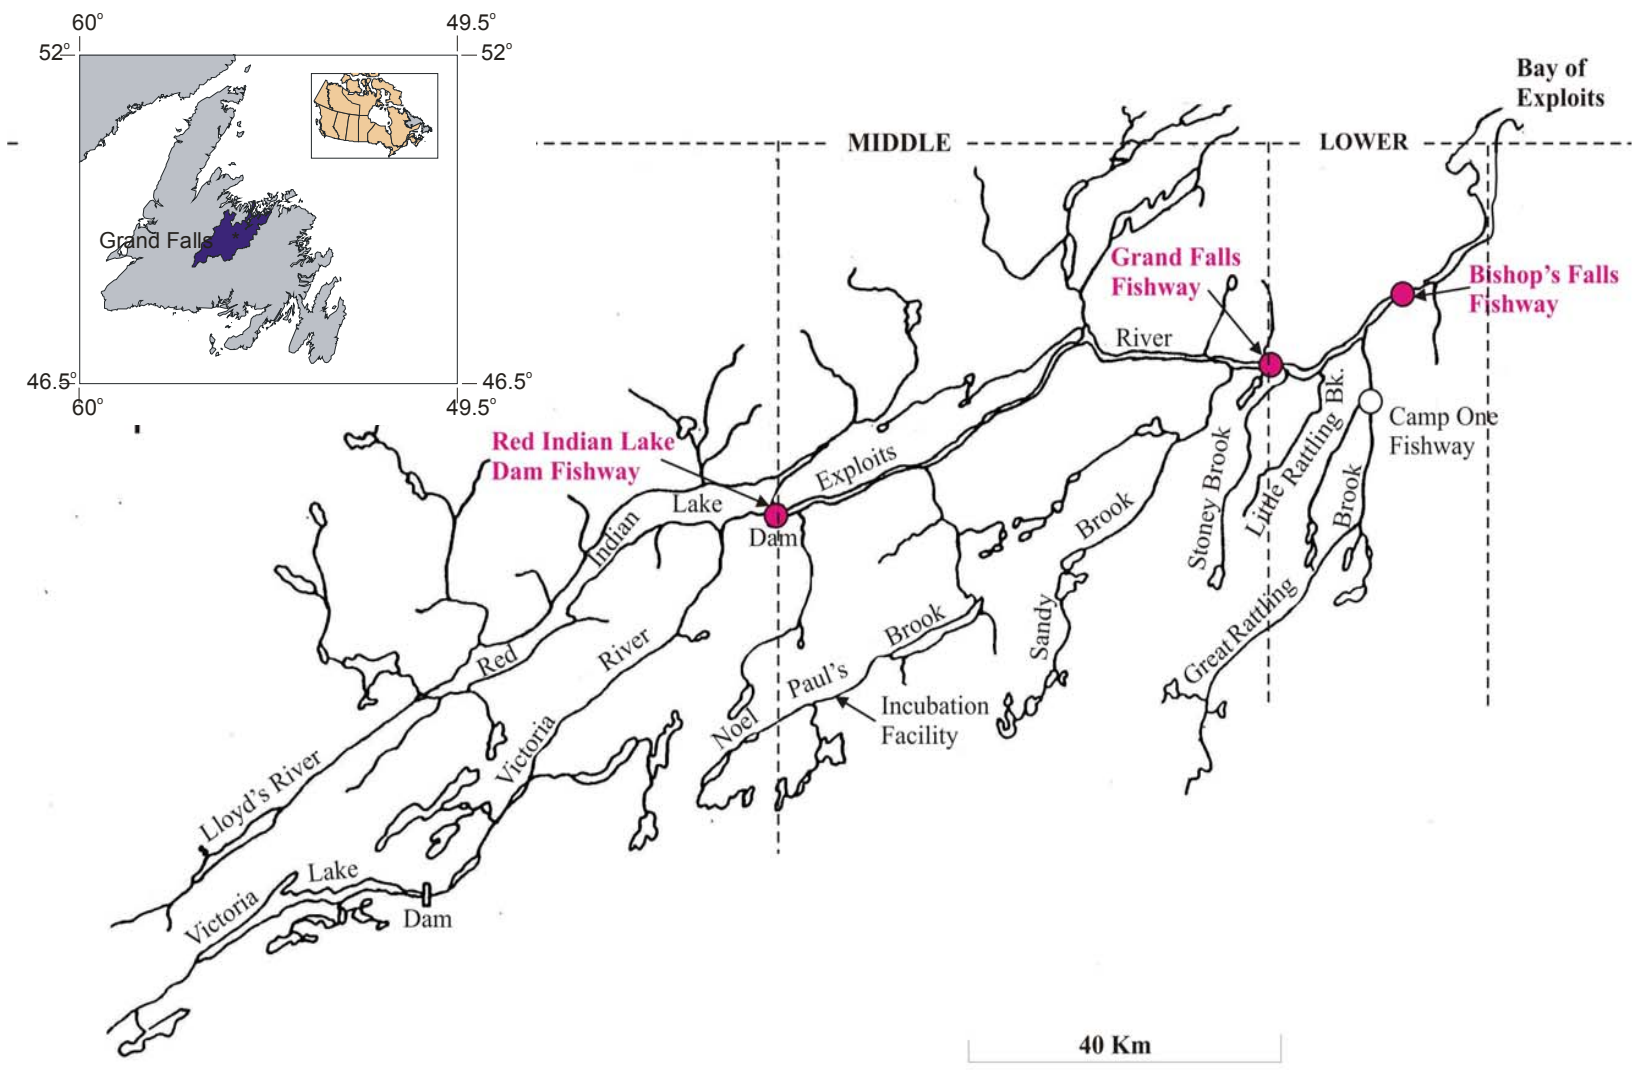 60° 49.5°
52° 52°
Grand Falls
46.5° 46.5°
60° 49.5°
Bay of
Exploits
MIDDLE
LOWER
Grand Falls
Fishway
Bishop's Falls
Fishway
River
Red Indian Lake
Dam Fishway
Exploits
Lake
Dam
Indian
Red
Camp One
Fishway
Little Rattling Bk.
Stoney Brook
Brook
Great Rattling
Brook
Sandy
Brook
Paul's
Noel
Incubation
Facility
River
Victoria
Lloyd's River
Lake
Victoria
Dam
40 Km